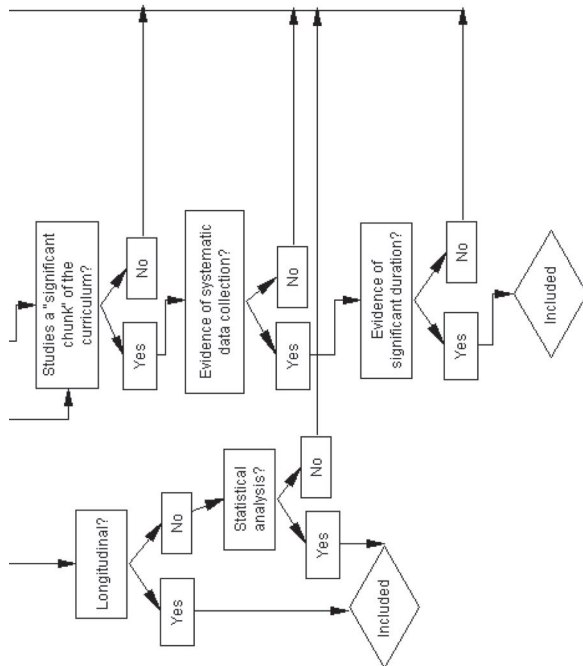 Studies a "significant
chunk" of the
curriculum?
No
Yes
Evidence of systematic
data collection?
No
Yes
Evidence of
significant duration?
No
Yes
Included
Longitudinal?
No
Yes
Statistical
analysis?
No
Yes
Included